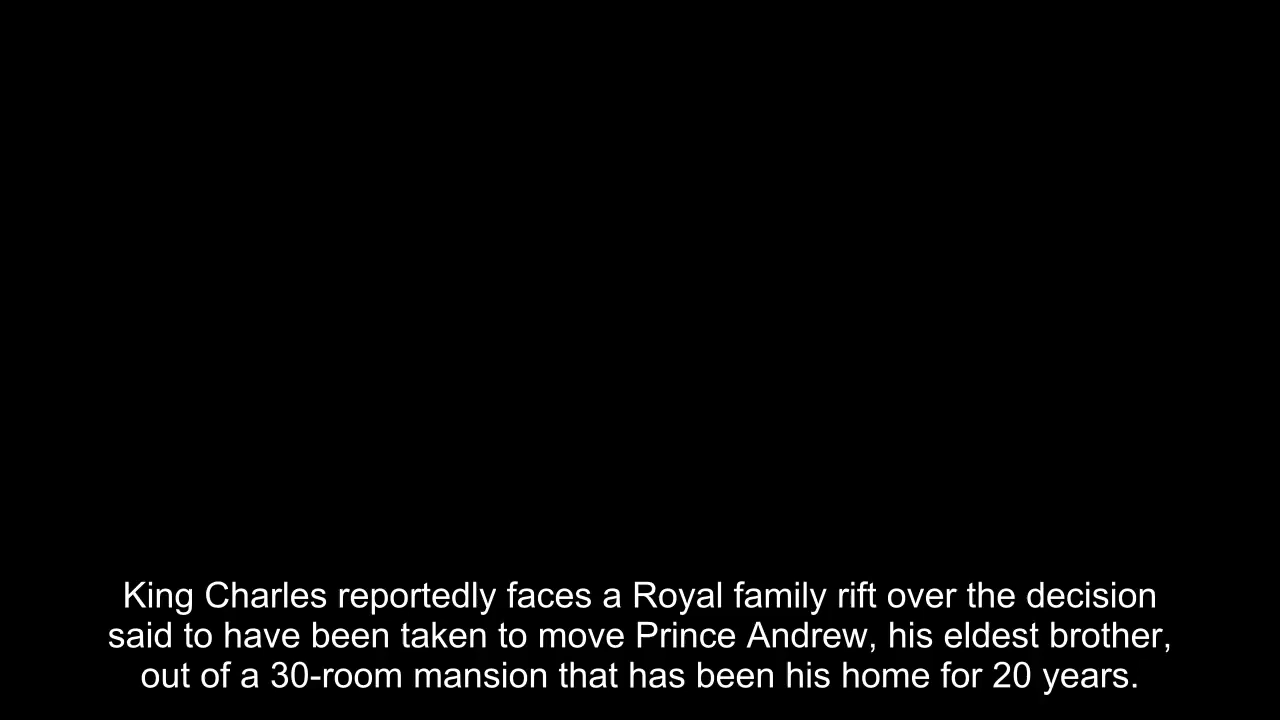 King Charles reportedly faces a Royal family rift over the decision
said to have been taken to move Prince Andrew, his eldest brother,
out of a 30-room mansion that has been his home for 20 years.